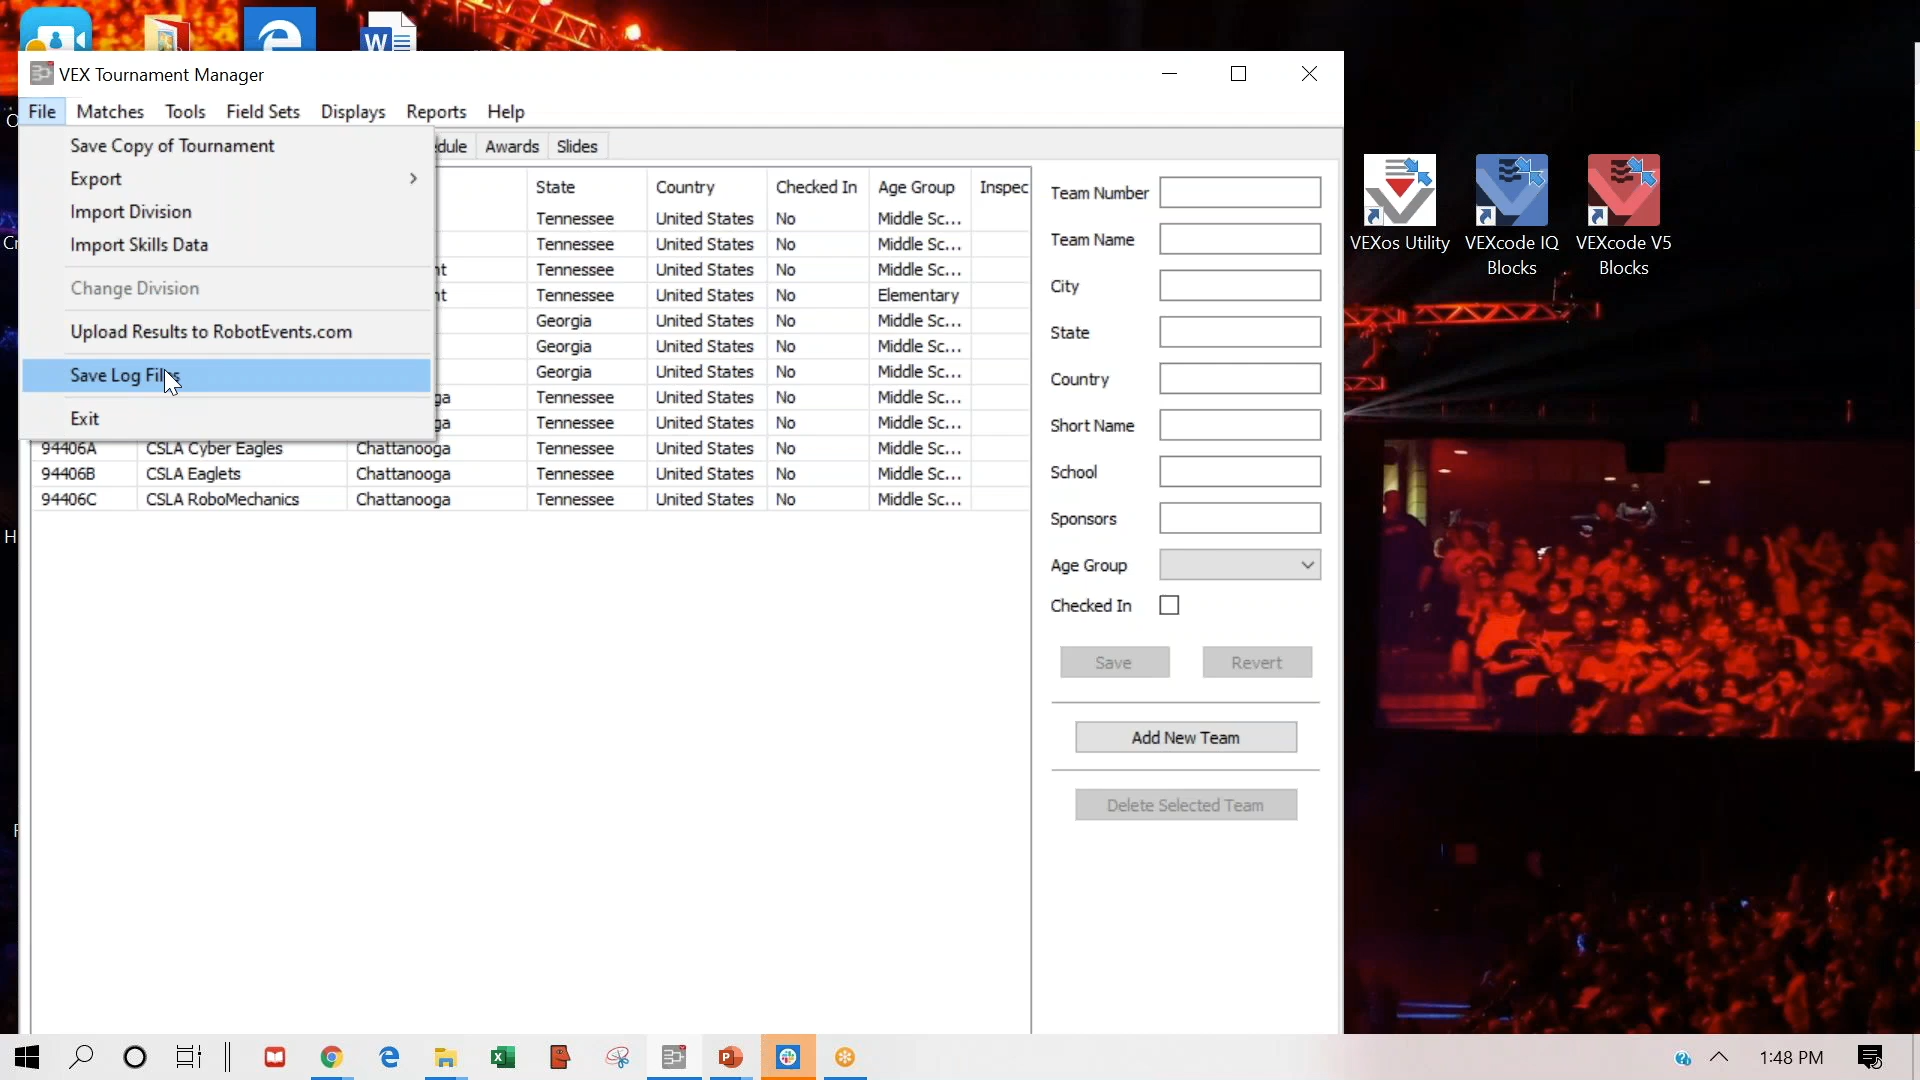 W
VEX Tournament Manager
File Matches Tools Field Sets Displays Reports Help
Save Copy of Tournament
Export
Import Division
Import Skills Data
Change Division
Upload Results to RobotEvents.com
Save Log Files
Exit
edule Awards Slides
State Country Checked In Age Group Inspec
Tennessee United States No Middle Sc...
Tennessee United States No Middle Sc...
nt Tennessee United States No Middle Sc...
nt Tennessee United States No Elementary
Georgia United States No Middle Sc...
Georgia United States No Middle Sc...
Georgia United States No Middle Sc...
ga Tennessee United States No Middle Sc...
ga Tennessee United States No Middle Sc...
94406A CSLA Cyber Eagles Chattanooga Tennessee United States No Middle Sc...
94406B CSLA Eaglets Chattanooga Tennessee United States No Middle Sc...
94406C CSLA RoboMechanics Chattanooga Tennessee United States No Middle Sc...
Team Number
Team Name
City
State
Country
Short Name
School
Sponsors
Age Group
Checked In
Save Revert
Add New Team
Delete Selected Team
VEXos Utility
VEXcode IQ
Blocks
VEXcode V5
Blocks
1:48 PM